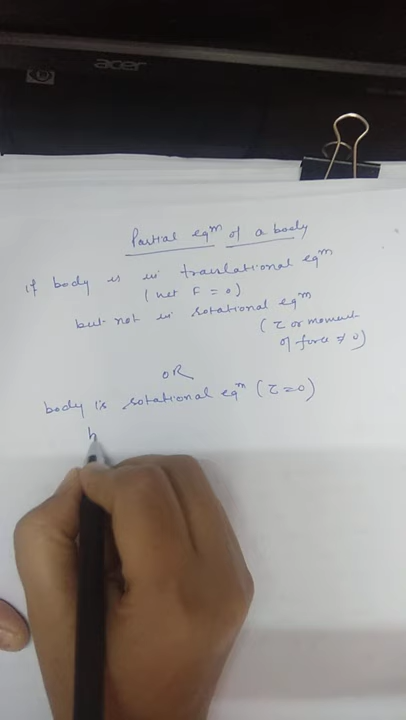 acer
Partial eqm of a body
if body is in translational eqm
(net F = 0)
but not in rotational eqm
(τ or moment
of force ≠ 0)
OR
body is rotational eqm (τ=0)
b